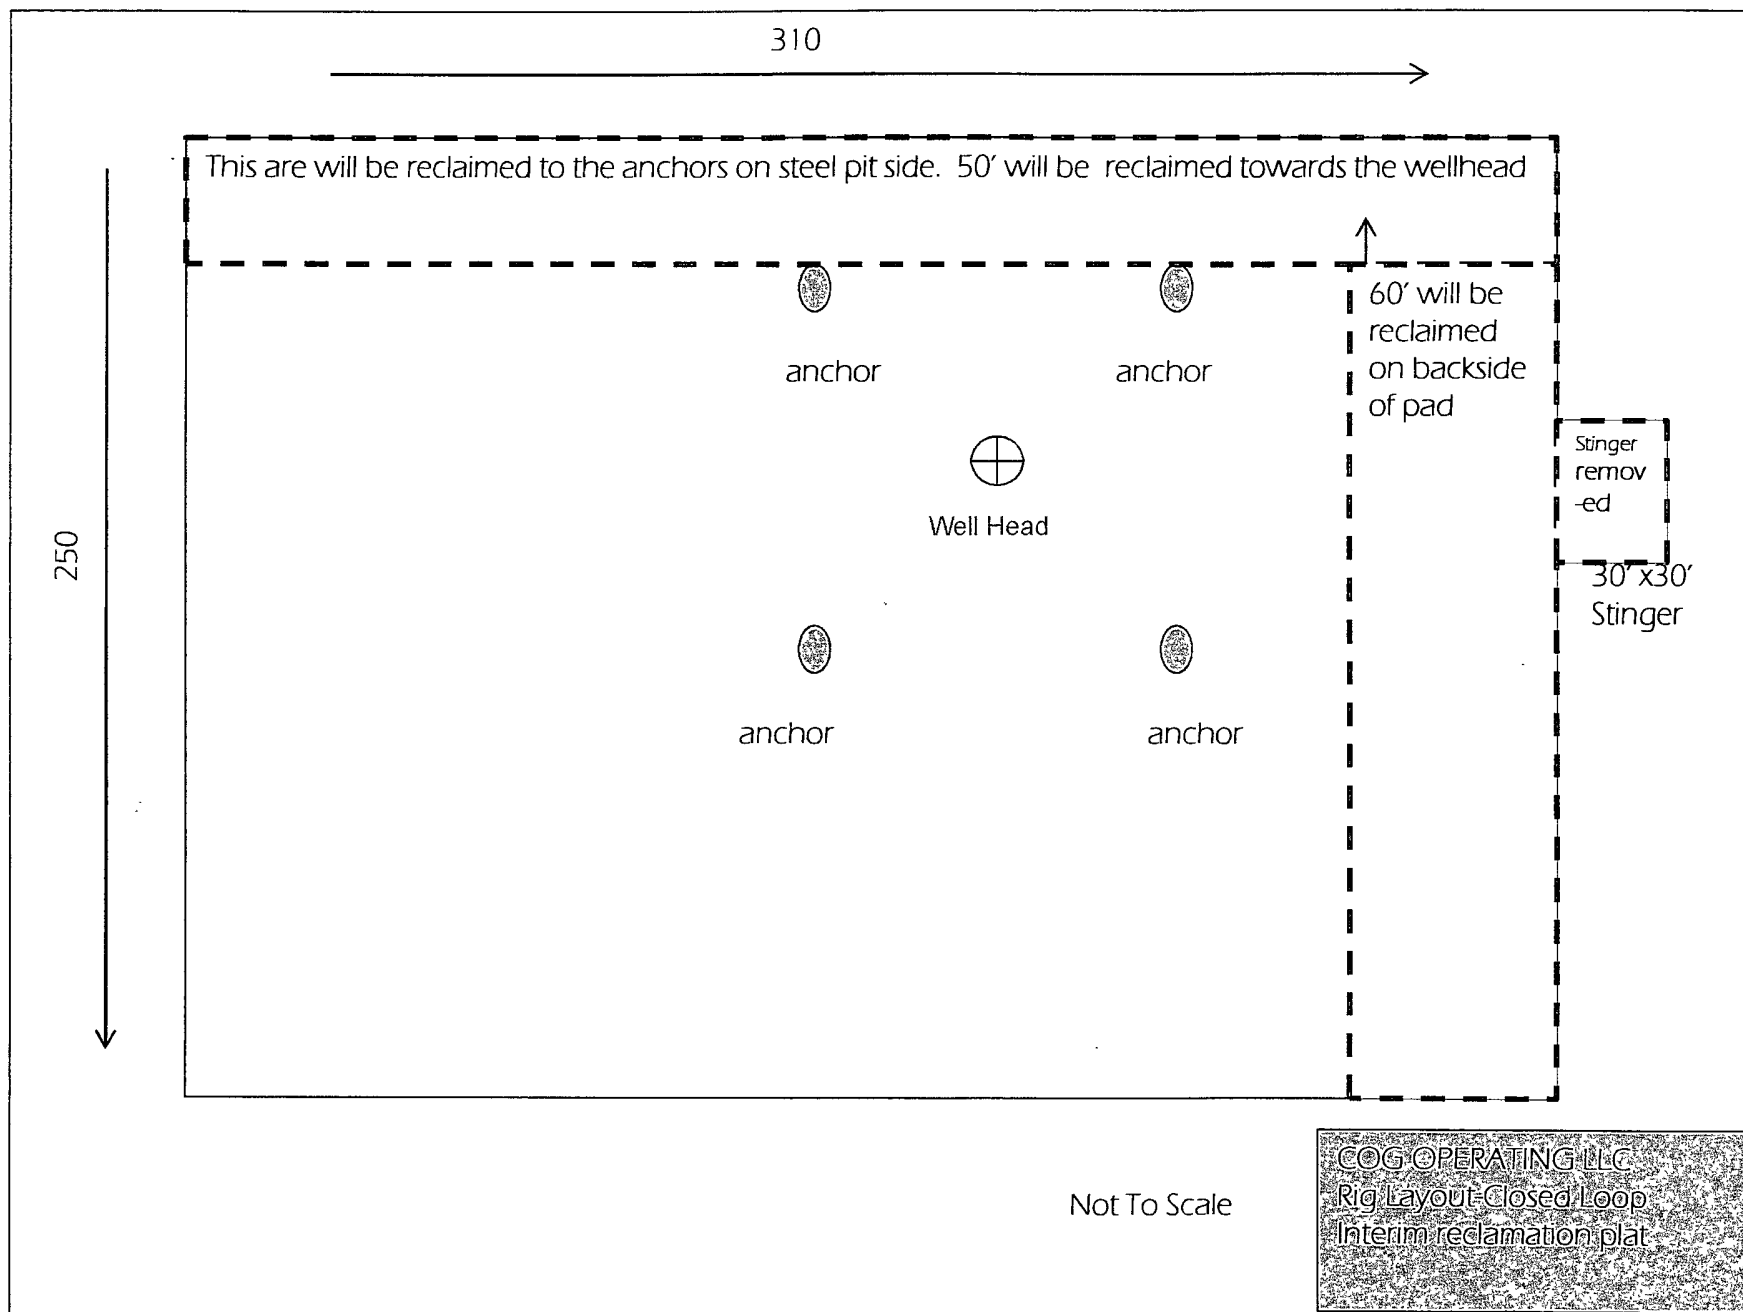 310
This are will be reclaimed to the anchors on steel pit side. 50' will be reclaimed towards the wellhead
60' will be
reclaimed
on backside
of pad
anchor
anchor
Stinger
remov
-ed
Well Head
250
30' x30'
Stinger
anchor
anchor
Not To Scale
COG OPERATING LLC
Rig Layout-Closed Loop
Interim reclamation plat